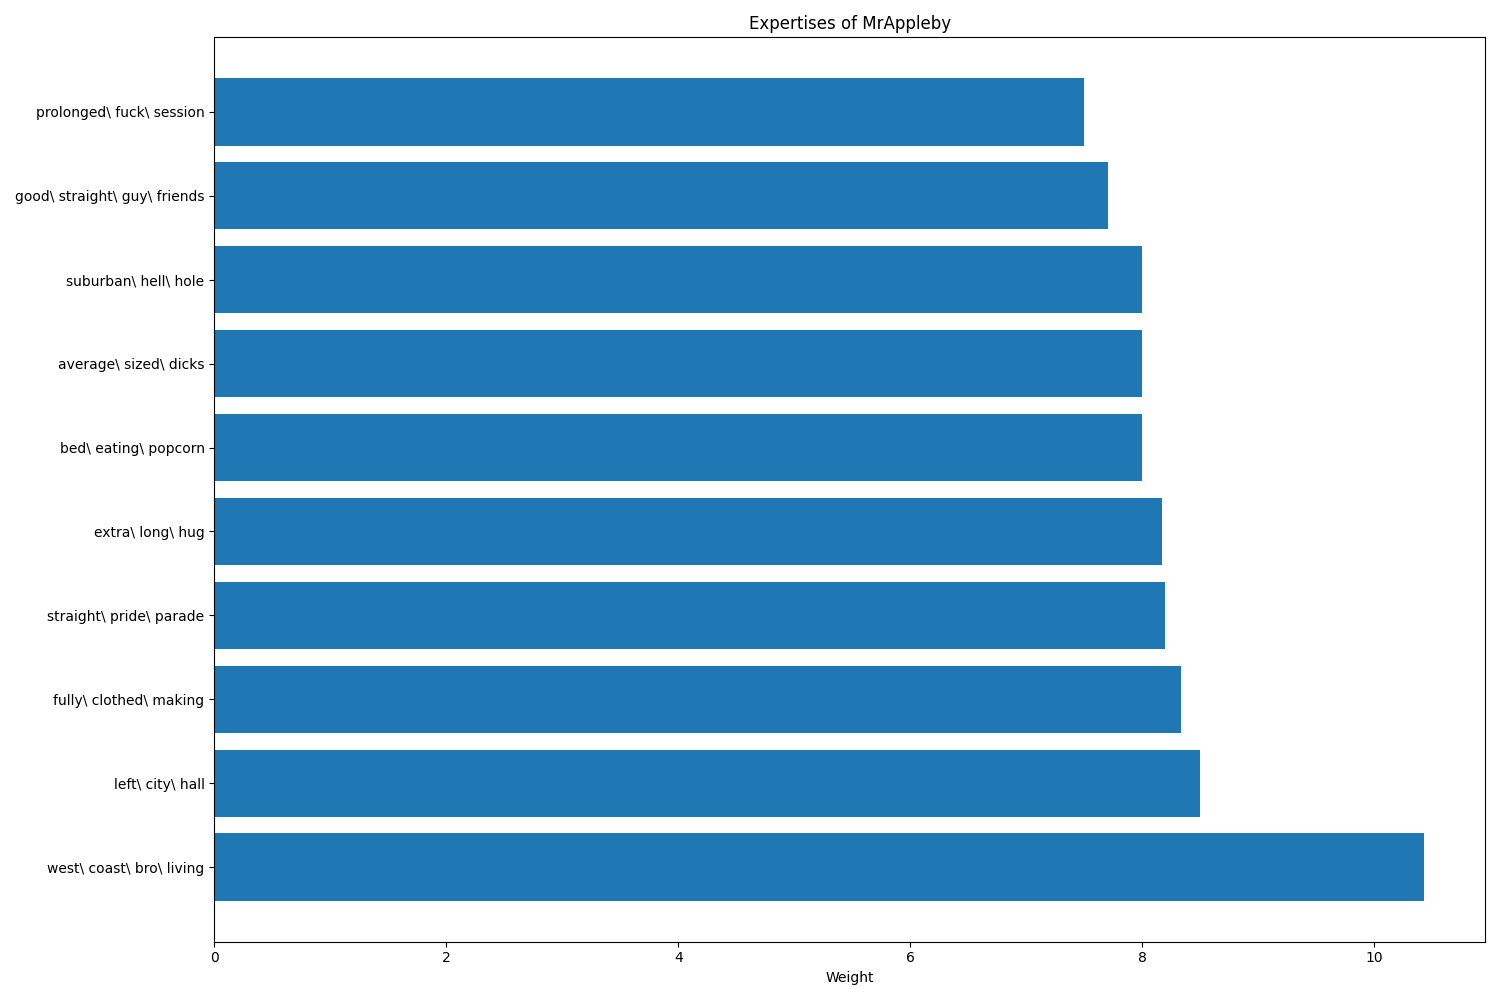 Expertises of MrAppleby
prolonged\ fuck\ session
good\ straight\ guy\ friends
suburban\ hell\ hole
average\ sized\ dicks
bed\ eating\ popcorn
extra\ long\ hug
straight\ pride\ parade
fully\ clothed\ making
left\ city\ hall
west\ coast\ bro\ living
0 2 4 6 8 10
Weight